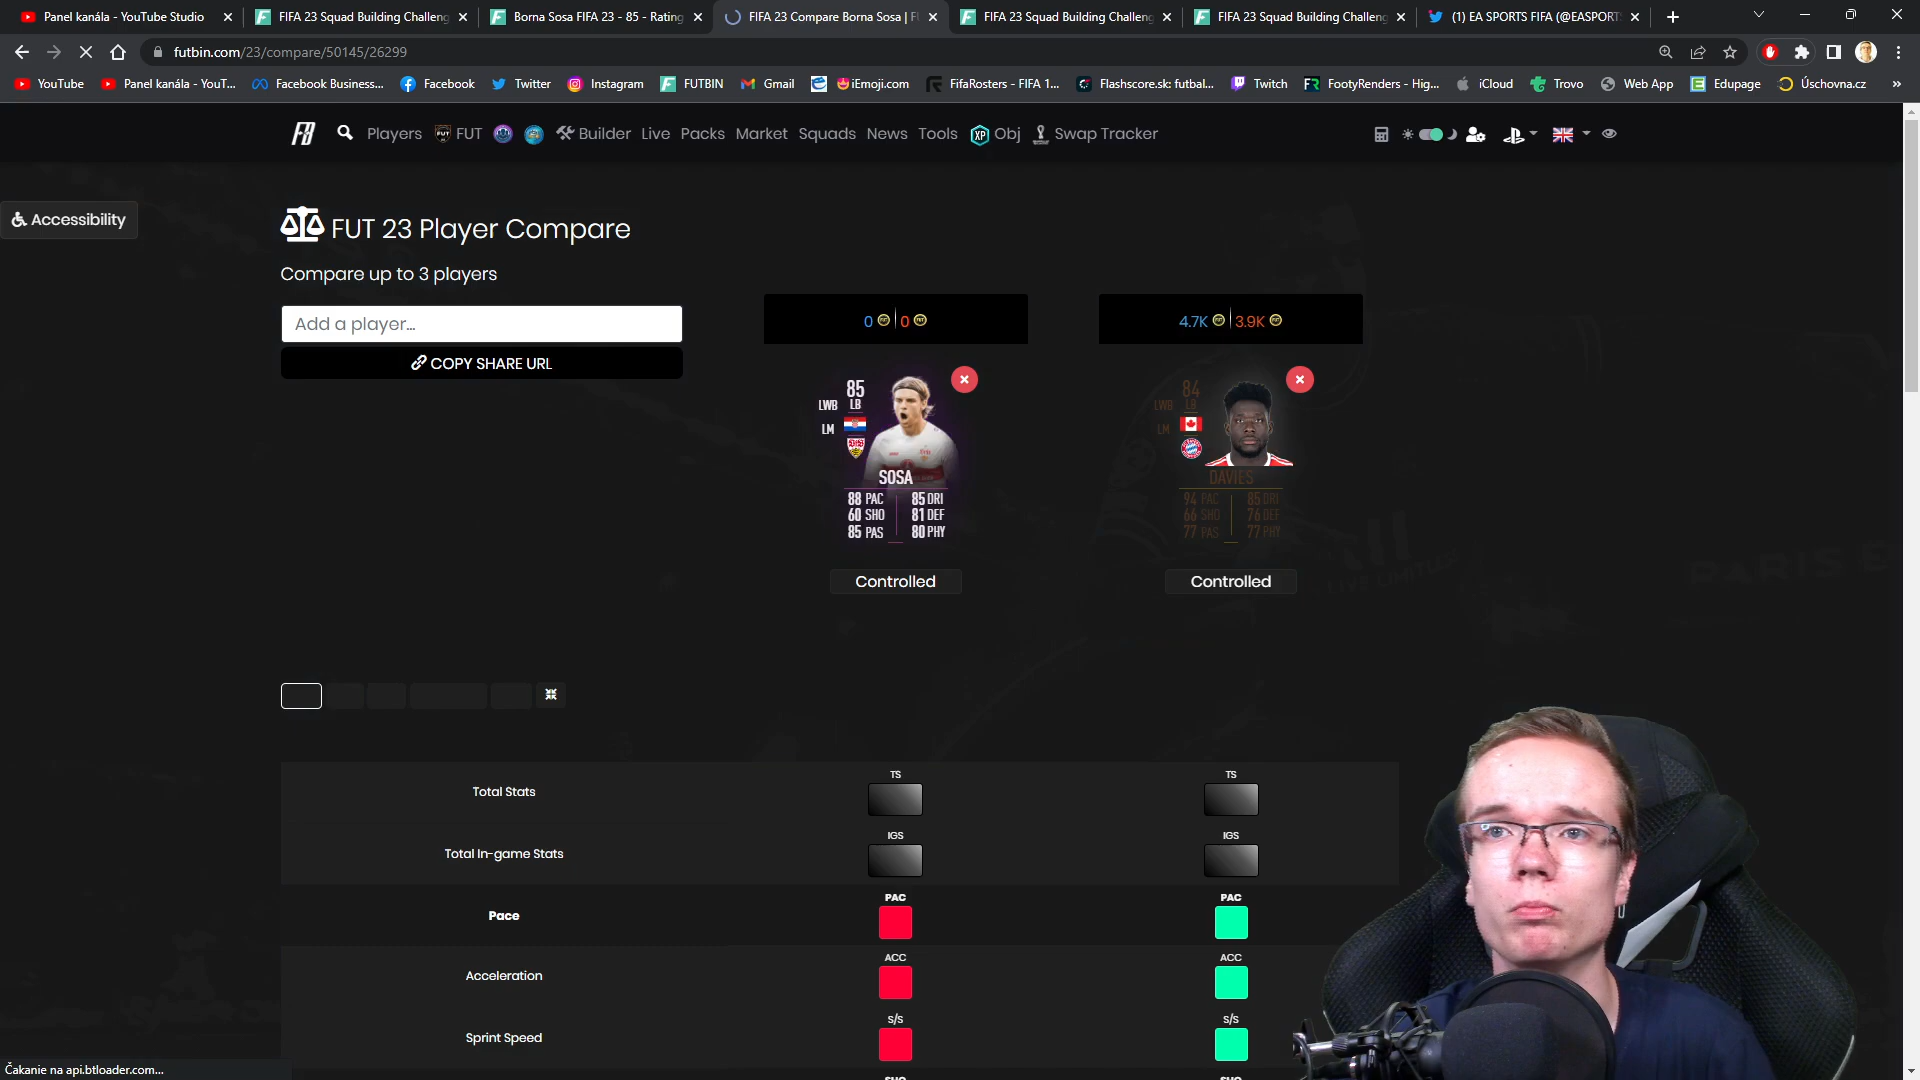 Panel kanála - YouTube Studio
FIFA 23 Squad Building Challeng
Borna Sosa FIFA 23 - 85 - Rating
FIFA 23 Compare Borna Sosa | F
FIFA 23 Squad Building Challeng
FIFA 23 Squad Building Challeng
(1) EA SPORTS FIFA (@EASPORT
futbin.com/23/compare/50145/26299
YouTube
Panel kanála - YouT...
Facebook Business...
Facebook
Twitter
Instagram
FUTBIN
Gmail
iEmoji.com
FifaRosters - FIFA 1...
Flashscore.sk: futbal...
Twitch
FootyRenders - Hig...
iCloud
Trovo
Web App
Edupage
Úschovna.cz
»
Players
FUT
Builder
Live
Packs
Market
Squads
News
Tools
XP
Obj
Swap Tracker
Accessibility
FUT 23 Player Compare
Compare up to 3 players
Add a player...
COPY SHARE URL
0 | 0
4.7K | 3.9K
85
LWB LB
LM
SOSA
88 PAC 85 DRI
60 SHO 81 DEF
85 PAS 80 PHY
Controlled
84
LWB LB
LM
DAVIES
94 PAC 85 DRI
66 SHO 76 DEF
77 PAS 77 PHY
Controlled
Total Stats TS TS
Total In-game Stats IGS IGS
Pace PAC PAC
Acceleration ACC ACC
Sprint Speed S/S S/S
Čakanie na api.btloader.com...